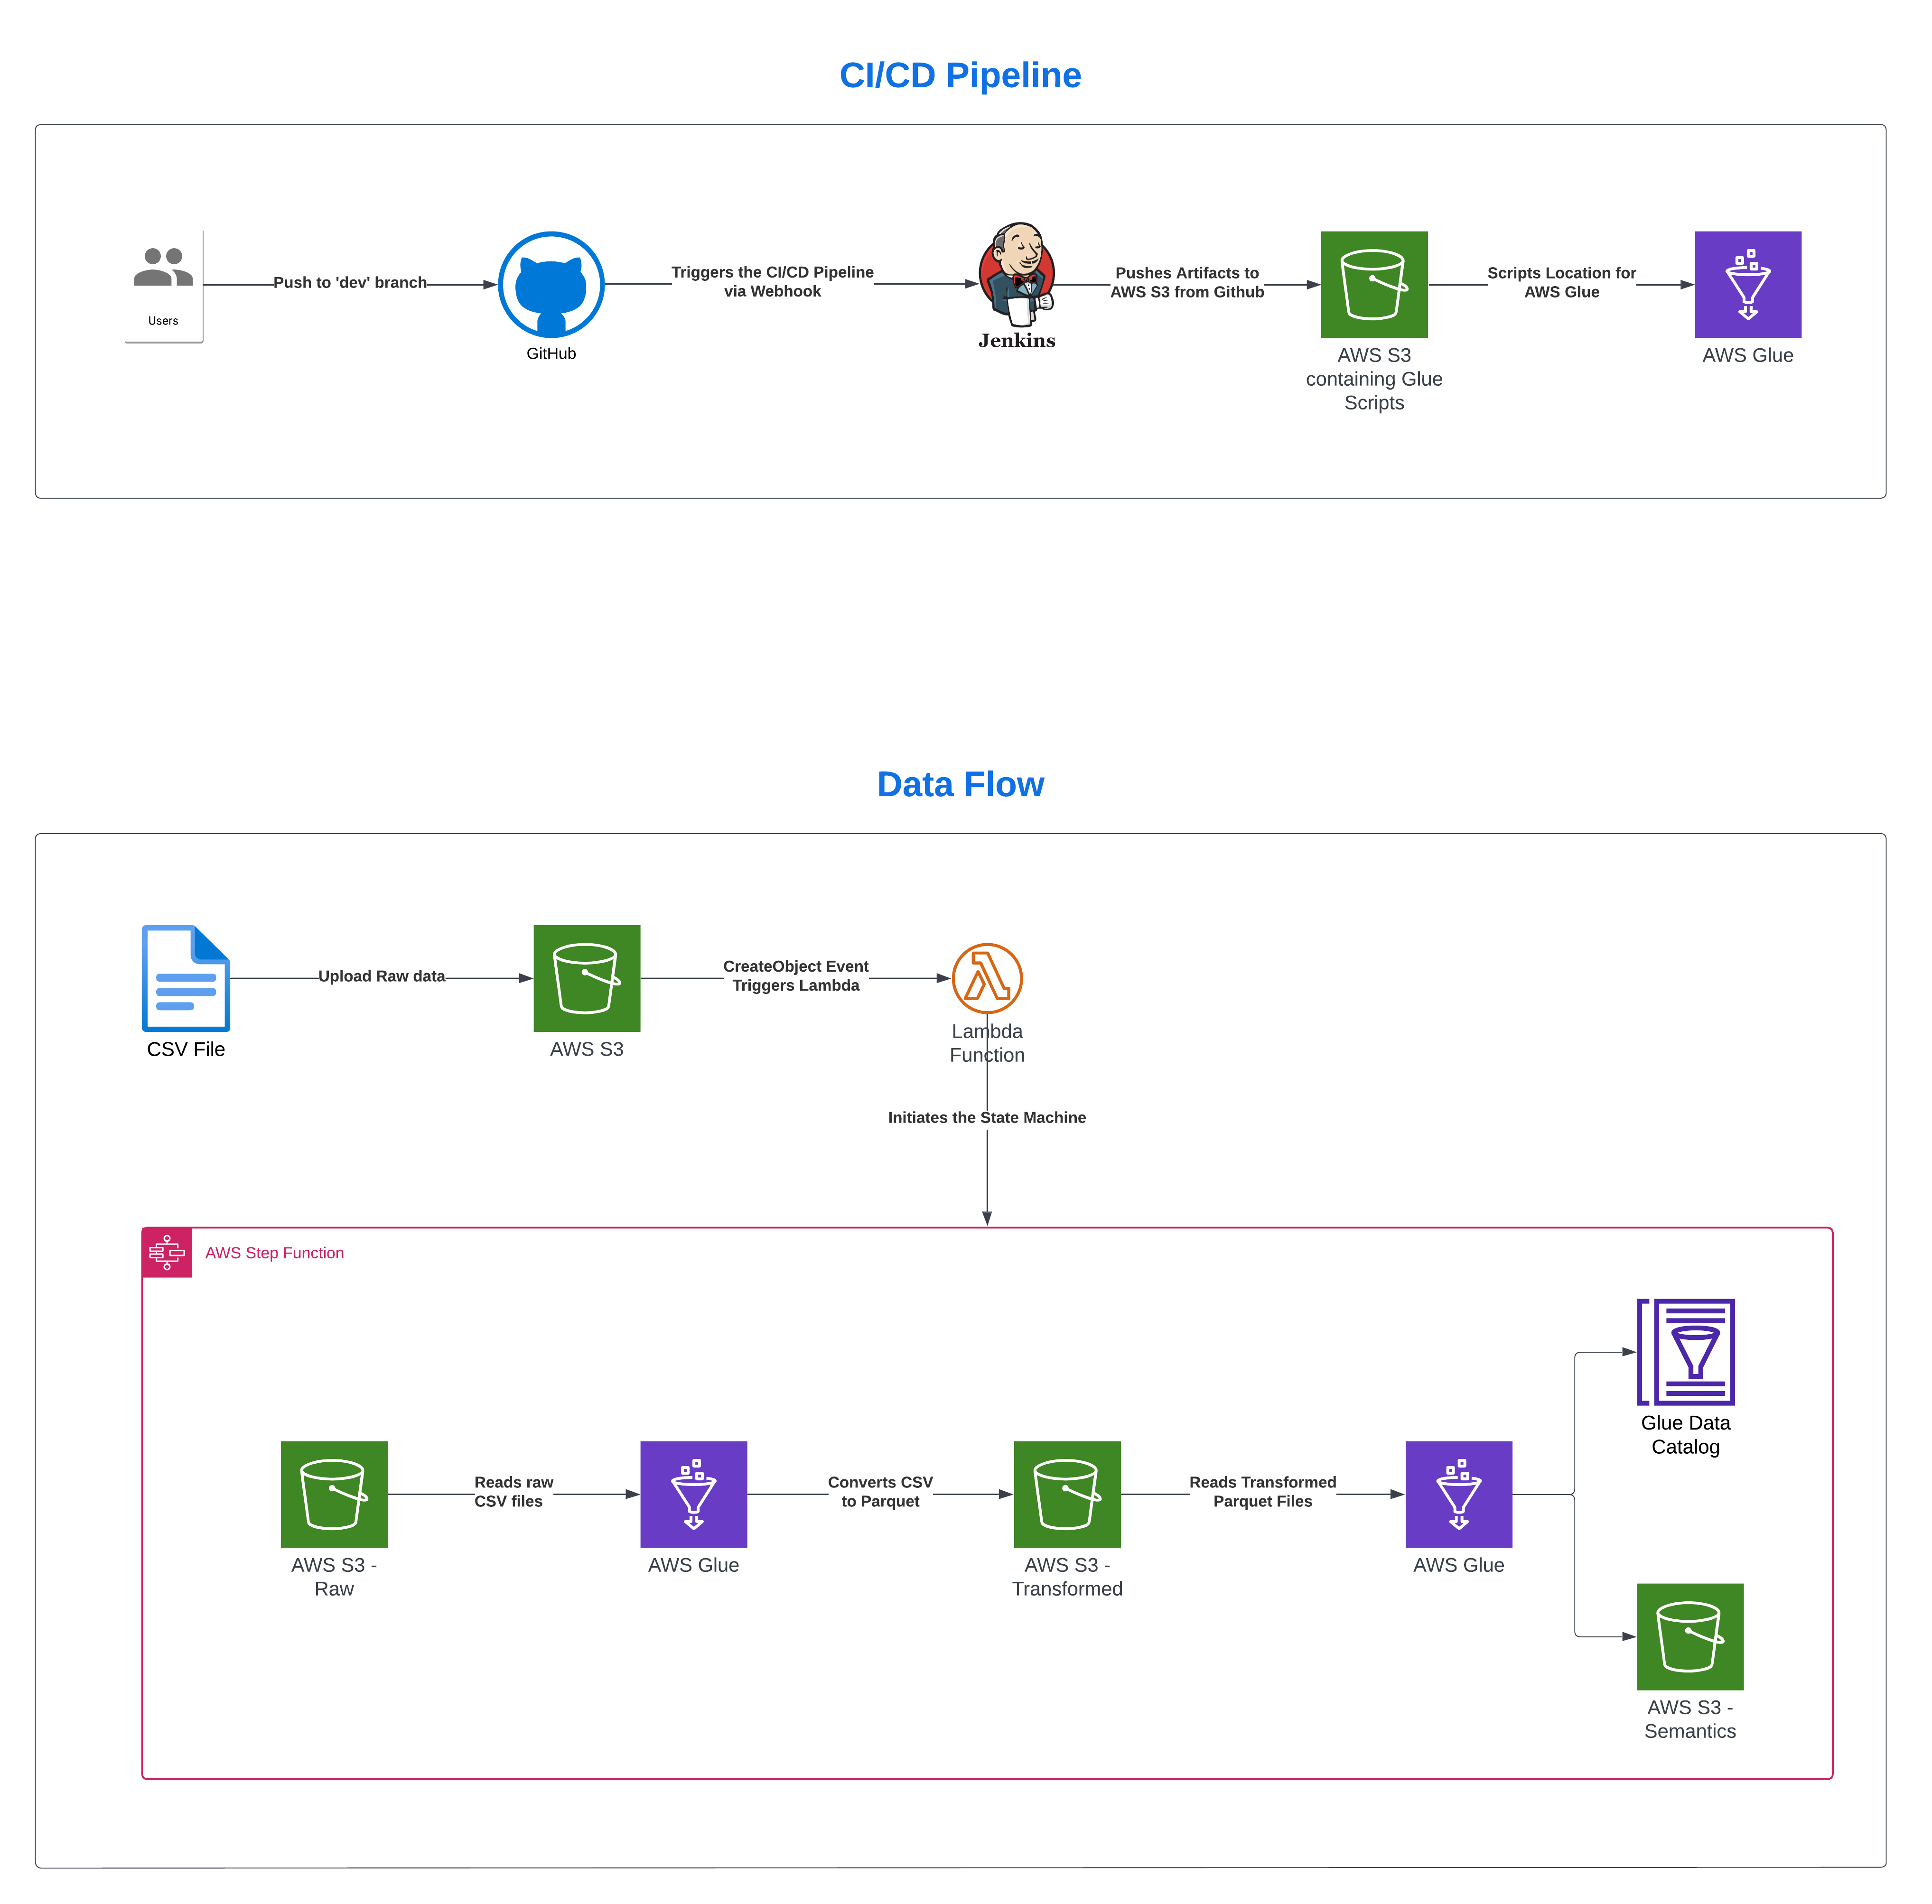 CI/CD Pipeline
Users
Push to 'dev' branch
GitHub
Triggers the CI/CD Pipeline
via Webhook
Jenkins
Pushes Artifacts to
AWS S3 from Github
AWS S3
containing Glue
Scripts
Scripts Location for
AWS Glue
AWS Glue
Data Flow
CSV File
Upload Raw data
AWS S3
CreateObject Event
Triggers Lambda
Lambda
Function
Initiates the State Machine
AWS Step Function
AWS S3 -
Raw
Reads raw
CSV files
AWS Glue
Converts CSV
to Parquet
AWS S3 -
Transformed
Reads Transformed
Parquet Files
AWS Glue
Glue Data
Catalog
AWS S3 -
Semantics